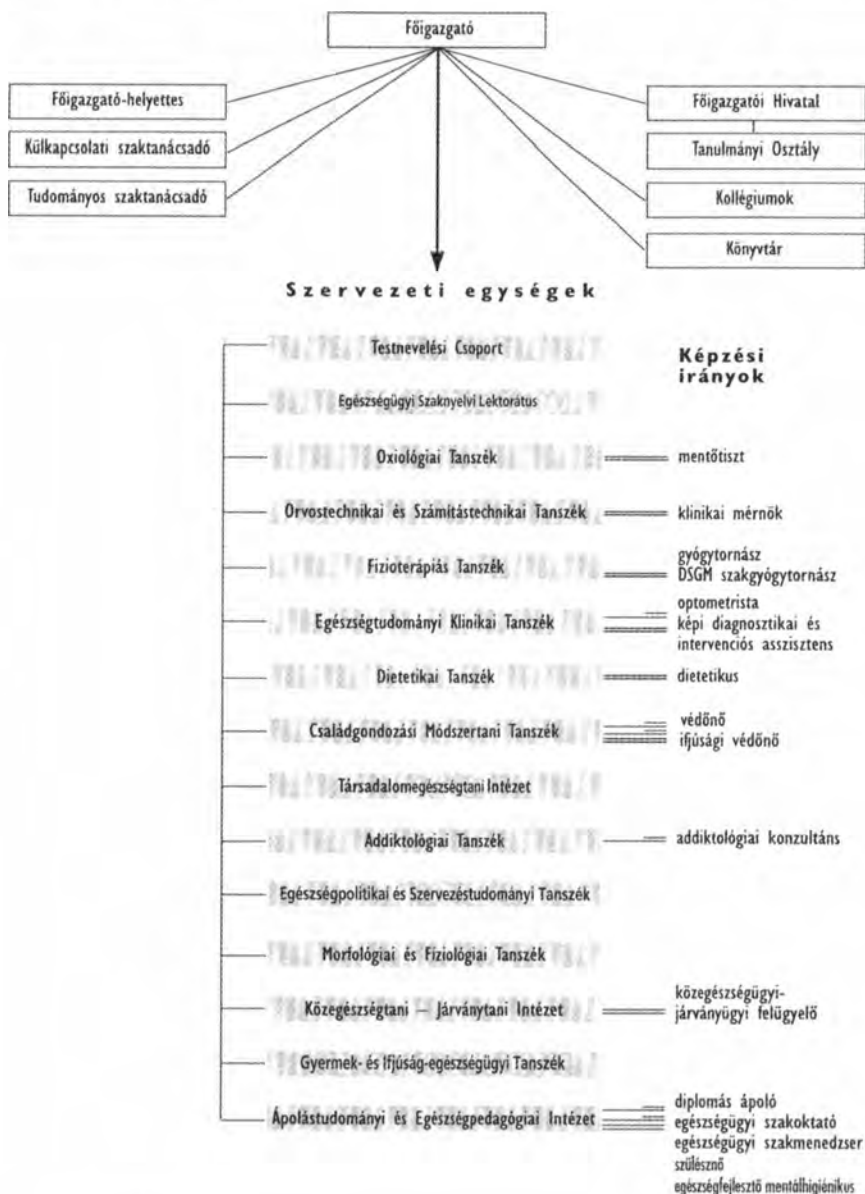 Főigazgató
Főigazgató-helyettes
Külkapcsolati szaktanácsadó
Tudományos szaktanácsadó
Főigazgatói Hivatal
Tanulmányi Osztály
Kollégiumok
Könyvtár
Szervezeti egységek
Képzési
irányok
Testnevelési Csoport
Egészségügyi Szaknyelvi Lektorátus
Oxiológiai Tanszék
mentőtiszt
Orvostechnikai és Számítástechnikai Tanszék
klinikai mérnök
Fizioterápiás Tanszék
gyógytornász
DSGM szakgyógytornász
Egészségtudományi Klinikai Tanszék
optometrista
képi diagnosztikai és
intervenciós asszisztens
Dietetikai Tanszék
dietetikus
Családgondozási Módszertani Tanszék
védőnő
ifjúsági védőnő
Társadalomegészségtani Intézet
Addiktológiai Tanszék
addiktológiai konzultáns
Egészségpolitikai és Szervezéstudományi Tanszék
Morfológiai és Fiziológiai Tanszék
Közegészségtani – Járványtani Intézet
közegészségügyi-
járványügyi felügyelő
Gyermek- és Ifjúság-egészségügyi Tanszék
Ápolástudományi és Egészségpedagógiai Intézet
diplomás ápoló
egészségügyi szakoktató
egészségügyi szakmenedzser
szülésznő
egészségfejlesztő mentálhigiénikus